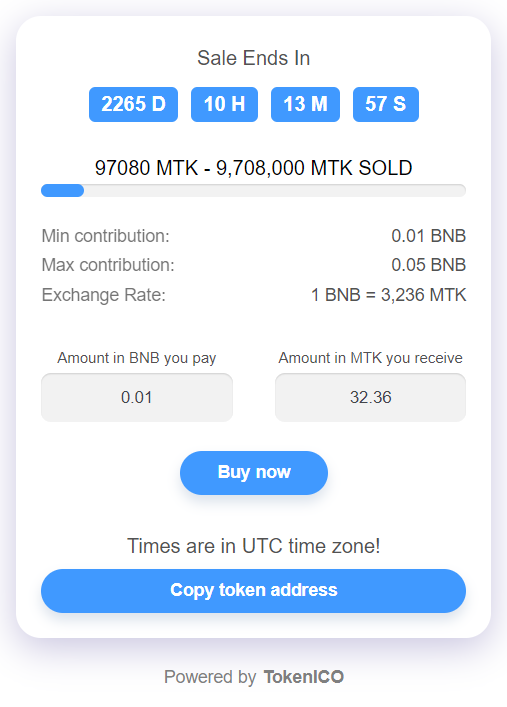 Sale Ends In
2265 D 10 H 13 M 57 S
97080 MTK - 9,708,000 MTK SOLD
Min contribution: 0.01 BNB
Max contribution: 0.05 BNB
Exchange Rate: 1 BNB = 3,236 MTK
Amount in BNB you pay Amount in MTK you receive
0.01 32.36
Buy now
Times are in UTC time zone!
Copy token address
Powered by TokenICO